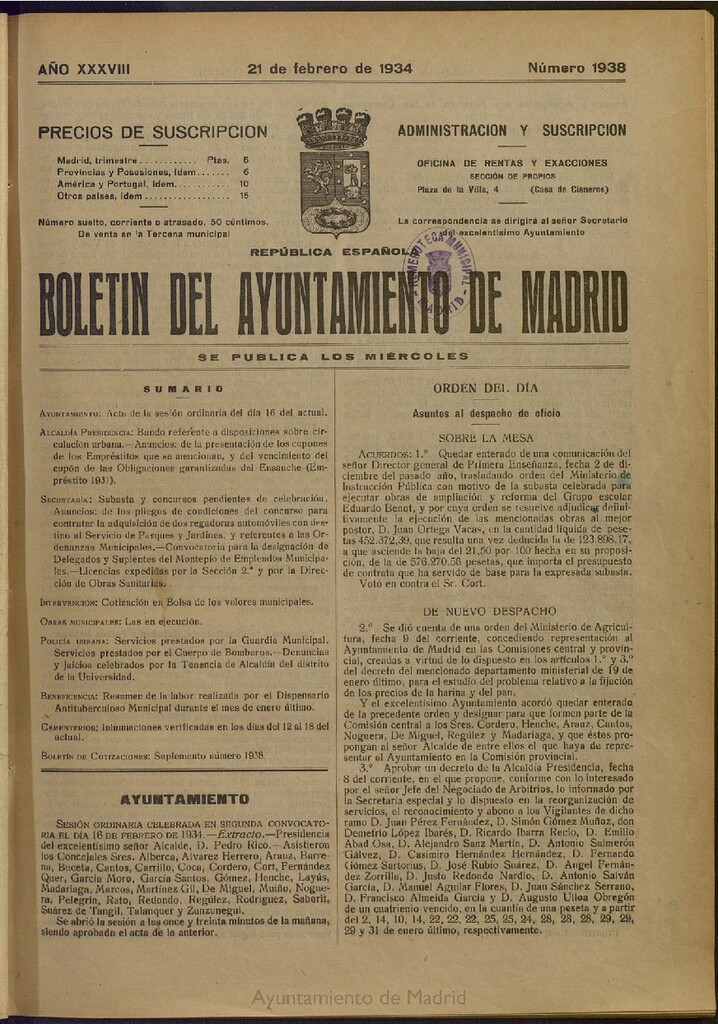 AÑO XXXVIII 21 de febrero de 1934 Número 1938
PRECIOS DE SUSCRIPCION
Madrid, trimestre........... Ptas. 5
Provincias y Posesiones, ídem............. 6
América y Portugal, ídem............ 10
Otros países, ídem................ 15
Número suelto, corriente o atrasado, 50 céntimos.
De venta en la Tercena municipal
ADMINISTRACION Y SUSCRIPCION
OFICINA DE RENTAS Y EXACCIONES
SECCIÓN DE PROPIOS
Plaza de la Villa, 4 (Casa de Cisneros)
La correspondencia se dirigirá al señor Secretario
del excelentísimo Ayuntamiento
HEMEROTECA MUNICIPAL
MADRID
REPÚBLICA ESPAÑOLA
BOLETIN DEL AYUNTAMIENTO DE MADRID
SE PUBLICA LOS MIÉRCOLES
SUMARIO
AYUNTAMIENTO: Acta de la sesión ordinaria del día 16 del actual.
ALCALDÍA PRESIDENCIA: Bando referente a disposiciones sobre cir-
culación urbana.—Anuncios: de la presentación de los cupones
de los Empréstitos que se mencionan, y del vencimiento del
cupón de las Obligaciones garantizadas del Ensanche (Em-
préstito 1931).
SECRETARÍA: Subasta y concursos pendientes de celebración.
Anuncios: de los pliegos de condiciones del concurso para
contratar la adquisición de dos regadoras automóviles con des-
tino al Servicio de Parques y Jardines, y referentes a las Or-
denanzas Municipales.—Convocatoria para la designación de
Delegados y Suplentes del Montepío de Empleados Municipa-
les.—Licencias expedidas por la Sección 2.ª y por la Direc-
ción de Obras Sanitarias.
INTERVENCIÓN: Cotización en Bolsa de los valores municipales.
OBRAS MUNICIPALES: Las en ejecución.
POLICÍA URBANA: Servicios prestados por la Guardia Municipal.
Servicios prestados por el Cuerpo de Bomberos.—Denuncias
y juicios celebrados por la Tenencia de Alcaldía del distrito
de la Universidad.
BENEFICENCIA: Resumen de la labor realizada por el Dispensario
Antituberculoso Municipal durante el mes de enero último.
CEMENTERIOS: Inhumaciones verificadas en los días del 12 al 18 del
actual.
BOLETÍN DE COTIZACIONES: Suplemento número 1938.
AYUNTAMIENTO
SESIÓN ORDINARIA CELEBRADA EN SEGUNDA CONVOCATO-
RIA EL DÍA 16 DE FEBRERO DE 1934.—Extracto.—Presidencia
del excelentísimo señor Alcalde, D. Pedro Rico.—Asistieron
los Concejales Sres. Alberca, Alvarez Herrero, Arauz, Barre-
na, Buceta, Cantos, Carrillo, Coca, Cordero, Cort, Fernández
Quer, García Moro, García Santos, Gómez, Henche, Layús,
Madariaga, Marcos, Martínez Gil, De Miguel, Muiño, Nogue-
ra, Pelegrín, Rato, Redondo, Regúlez, Rodríguez, Saborit,
Suárez de Tangil, Talanquer y Zunzunegui.
Se abrió la sesión a las once y treinta minutos de la mañana,
siendo aprobada el acta de la anterior.
ORDEN DEL DÍA
Asuntos al despacho de oficio
SOBRE LA MESA
ACUERDOS: 1.º Quedar enterado de una comunicación del
señor Director general de Primera Enseñanza, fecha 2 de di-
ciembre del pasado año, trasladando orden del Ministerio de
Instrucción Pública con motivo de la subasta celebrada para
ejecutar obras de ampliación y reforma del Grupo escolar
Eduardo Benot, y por cuya orden se resuelve adjudicar defini-
tivamente la ejecución de las mencionadas obras al mejor
postor, D. Juan Ortega Vacas, en la cantidad líquida de pese-
tas 452.372,39, que resulta una vez deducida la de 123.898,17,
a que asciende la baja del 21,50 por 100 hecha en su proposi-
ción, de la de 576.270,56 pesetas, que importa el presupuesto
de contrata que ha servido de base para la expresada subasta.
Votó en contra el Sr. Cort.
DE NUEVO DESPACHO
2.º Se dió cuenta de una orden del Ministerio de Agricul-
tura, fecha 9 del corriente, concediendo representación al
Ayuntamiento de Madrid en las Comisiones central y provin-
cial, creadas a virtud de lo dispuesto en los artículos 1.º y 3.º
del decreto del mencionado departamento ministerial de 19 de
enero último, para el estudio del problema relativo a la fijación
de los precios de la harina y del pan.
Y el excelentísimo Ayuntamiento acordó quedar enterado
de la precedente orden y designar para que formen parte de la
Comisión central a los Sres. Cordero, Henche, Arauz, Cantos,
Noguera, De Miguel, Regúlez y Madariaga, y que éstos pro-
pongan al señor Alcalde de entre ellos el que haya de repre-
sentar al Ayuntamiento en la Comisión provincial.
3.º Aprobar un decreto de la Alcaldía Presidencia, fecha
8 del corriente, en el que propone, conforme con lo interesado
por el señor Jefe del Negociado de Arbitrios, lo informado por
la Secretaría especial y lo dispuesto en la reorganización de
servicios, el reconocimiento y abono a los Vigilantes de dicho
ramo D. Juan Pérez Fernández, D. Simón Gómez Muñoz, don
Demetrio López Ibarés, D. Ricardo Ibarra Recio, D. Emilio
Abad Osa, D. Alejandro Sanz Martín, D. Antonio Salmerón
Gálvez, D. Casimiro Hernández Hernández, D. Fernando
Gómez Sartorius, D. José Rubio Suárez, D. Angel Fernán-
dez Zorrilla, D. Justo Redondo Nardio, D. Antonio Salván
García, D. Manuel Aguilar Flores, D. Juan Sánchez Serrano,
D. Francisco Almeida García y D. Augusto Ulloa Obregón
de un cuatrienio vencido, en la cuantía de una peseta y a partir
del 2, 14, 10, 14, 22, 22, 22, 25, 25, 24, 28, 28, 28, 29, 29,
29 y 31 de enero último, respectivamente.
Ayuntamiento de Madrid